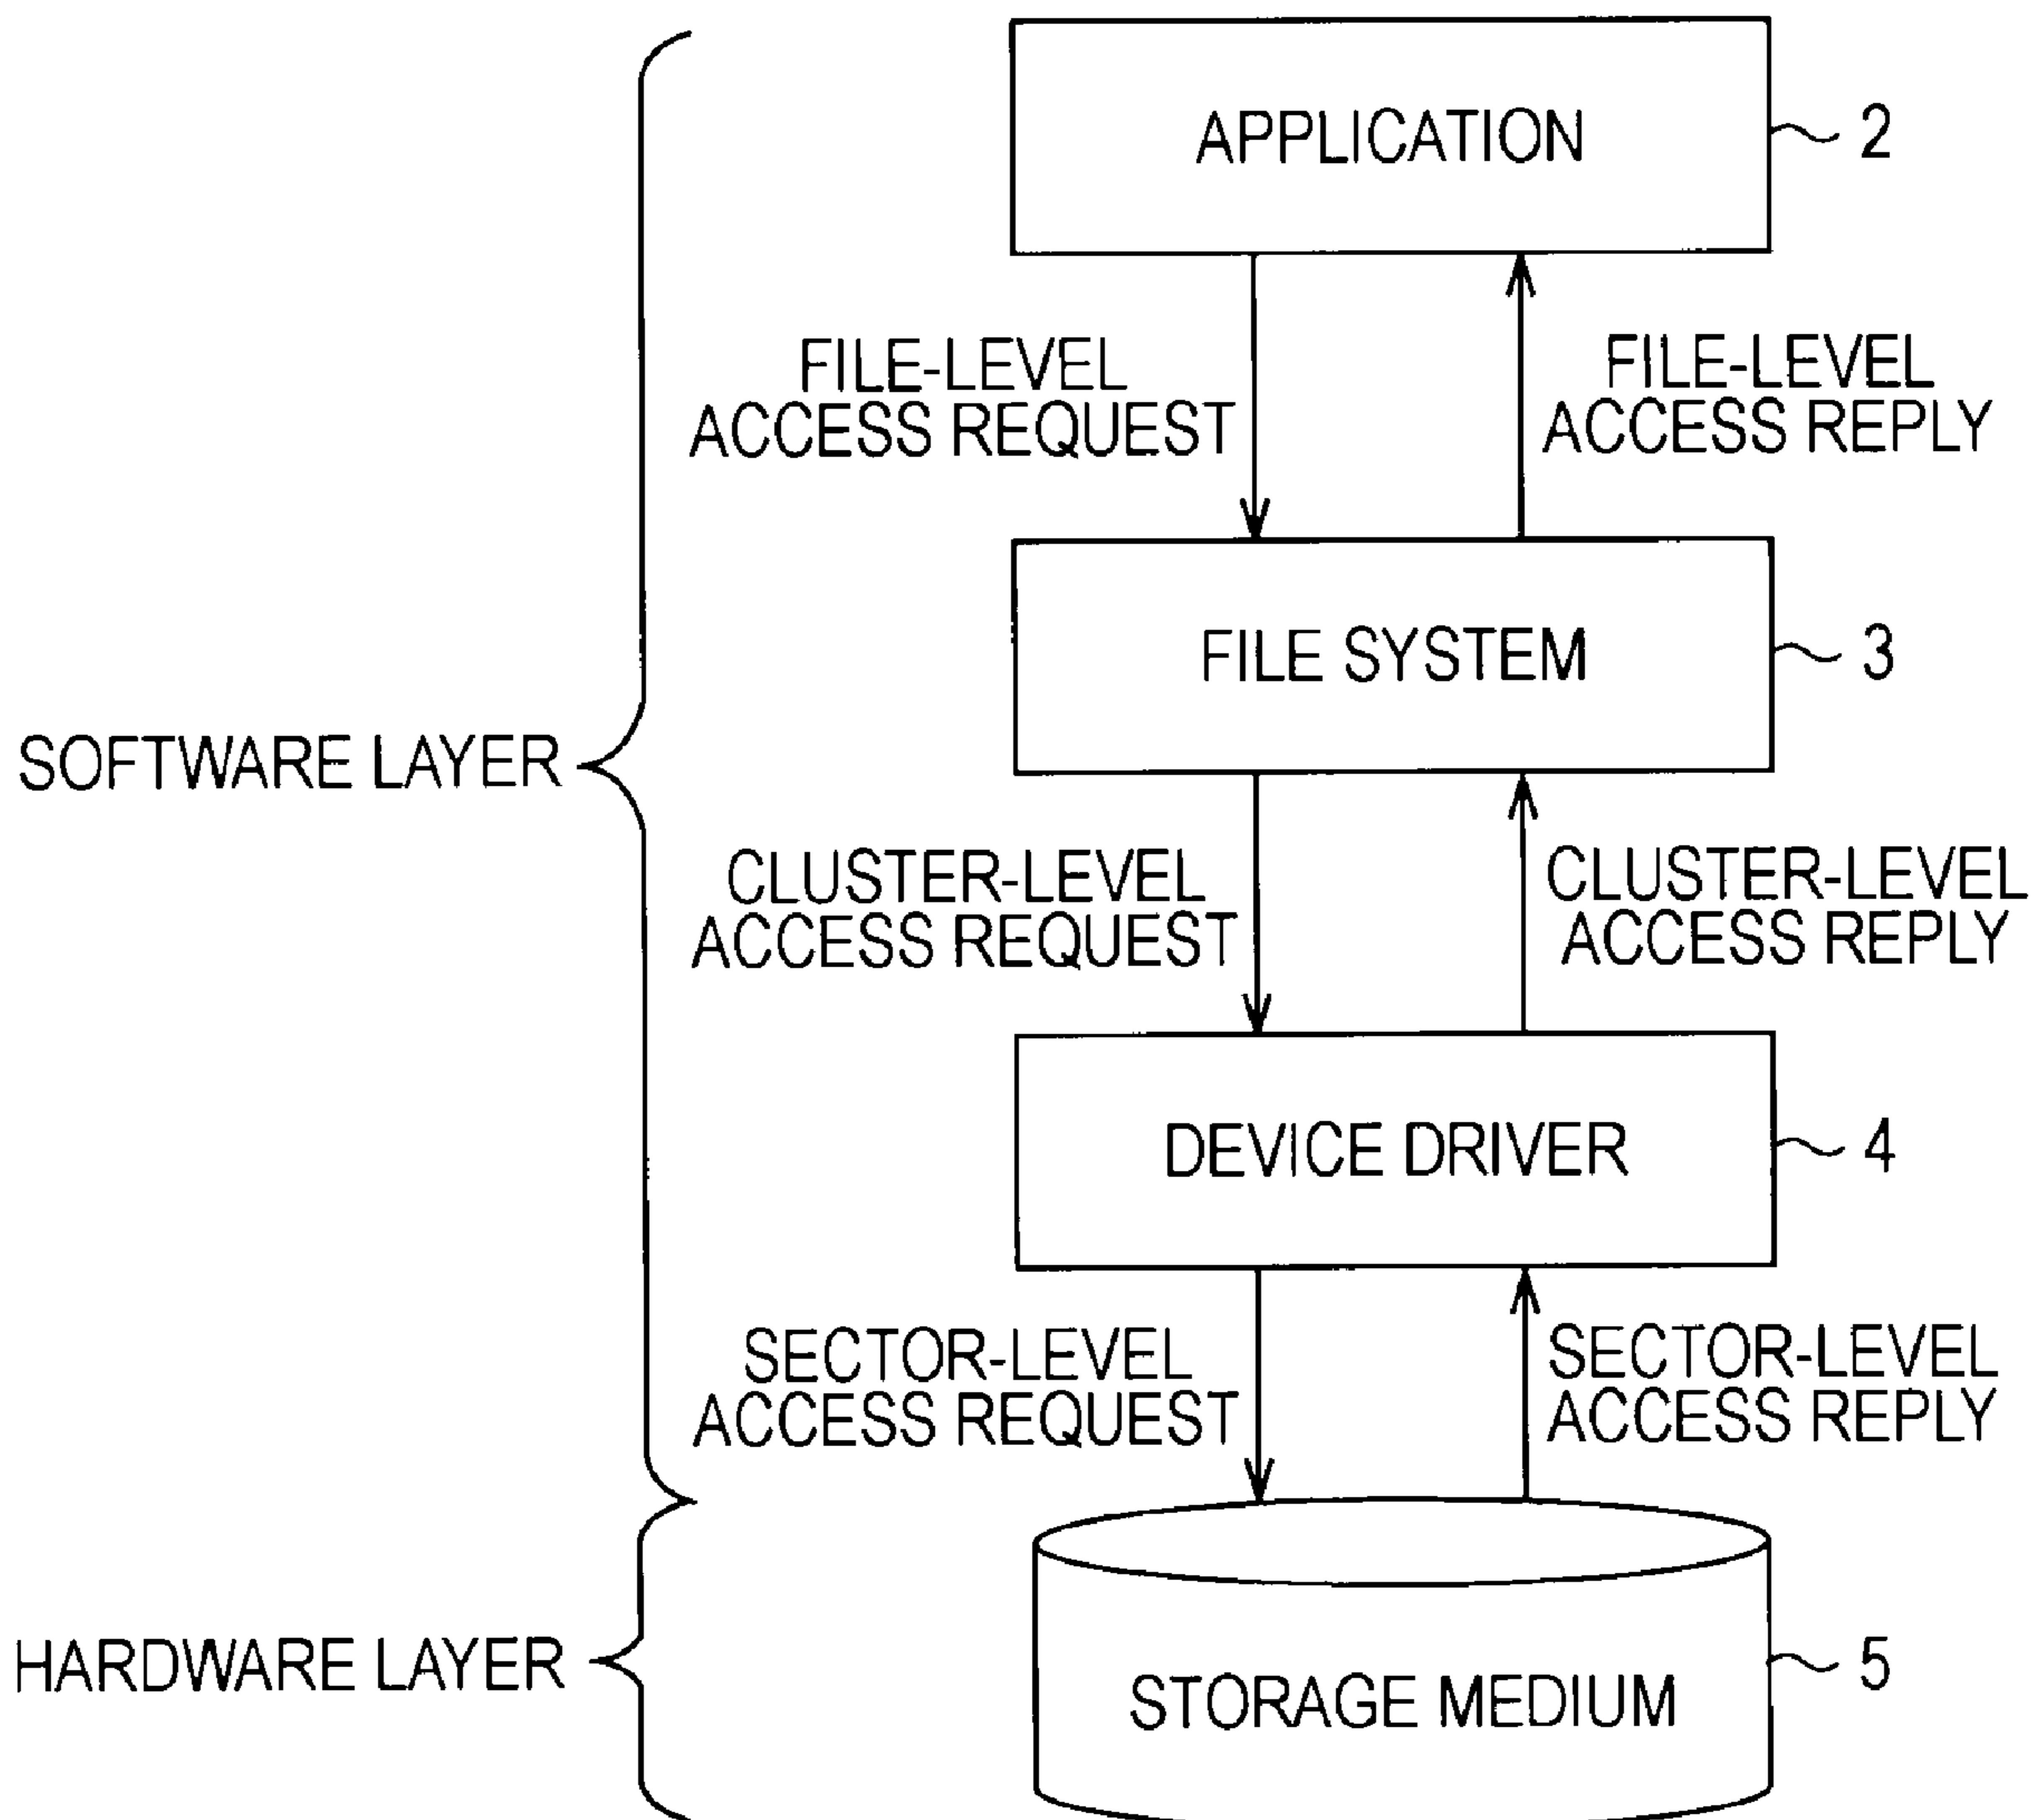 APPLICATION
2
FILE-LEVEL
ACCESS REQUEST
FILE-LEVEL
ACCESS REPLY
FILE SYSTEM
3
SOFTWARE LAYER
CLUSTER-LEVEL
ACCESS REQUEST
CLUSTER-LEVEL
ACCESS REPLY
DEVICE DRIVER
4
SECTOR-LEVEL
ACCESS REQUEST
SECTOR-LEVEL
ACCESS REPLY
HARDWARE LAYER
STORAGE MEDIUM
5